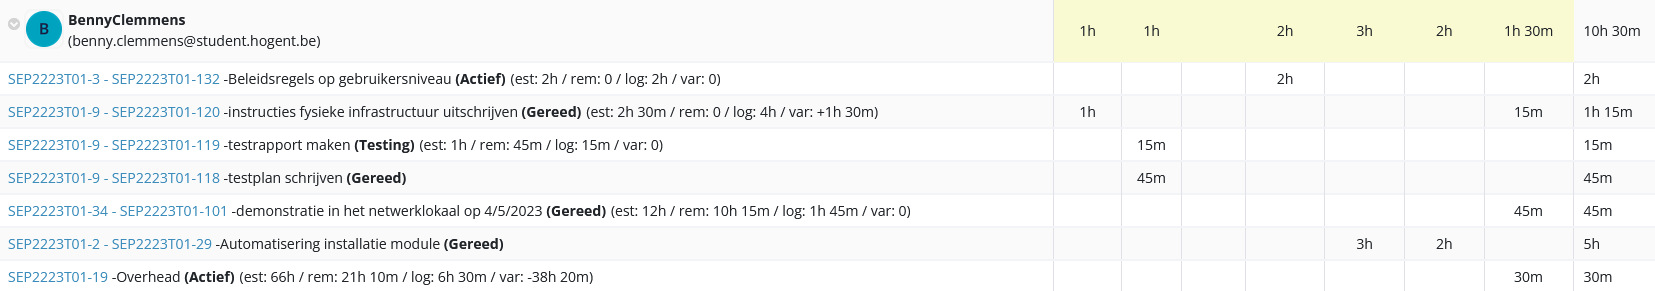 B
BennyClemmens
(benny.clemmens@student.hogent.be)
1h 1h 2h 3h 2h 1h 30m 10h 30m
SEP2223T01-3 - SEP2223T01-132 -Beleidsregels op gebruikersniveau (Actief) (est: 2h / rem: 0 / log: 2h / var: 0) 2h 2h
SEP2223T01-9 - SEP2223T01-120 -instructies fysieke infrastructuur uitschrijven (Gereed) (est: 2h 30m / rem: 0 / log: 4h / var: +1h 30m) 1h 15m 1h 15m
SEP2223T01-9 - SEP2223T01-119 -testrapport maken (Testing) (est: 1h / rem: 45m / log: 15m / var: 0) 15m 15m
SEP2223T01-9 - SEP2223T01-118 -testplan schrijven (Gereed) 45m 45m
SEP2223T01-34 - SEP2223T01-101 -demonstratie in het netwerklokaal op 4/5/2023 (Gereed) (est: 12h / rem: 10h 15m / log: 1h 45m / var: 0) 45m 45m
SEP2223T01-2 - SEP2223T01-29 -Automatisering installatie module (Gereed) 3h 2h 5h
SEP2223T01-19 -Overhead (Actief) (est: 66h / rem: 21h 10m / log: 6h 30m / var: -38h 20m) 30m 30m